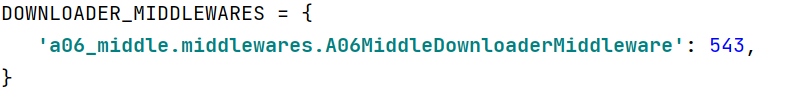 DOWNLOADER_MIDDLEWARES = {
   'a06_middle.middlewares.A06MiddleDownloaderMiddleware': 543,
}